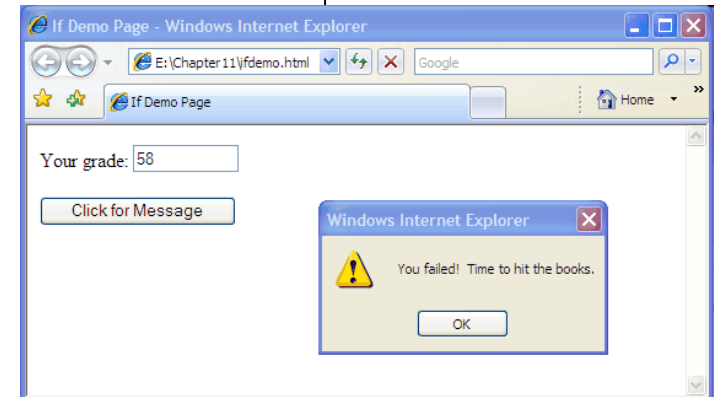 If Demo Page - Windows Internet Explorer
E:\Chapter11\ifdemo.html
Google
If Demo Page
Home
»
Your grade: 58
Click for Message
Windows Internet Explorer
You failed! Time to hit the books.
OK